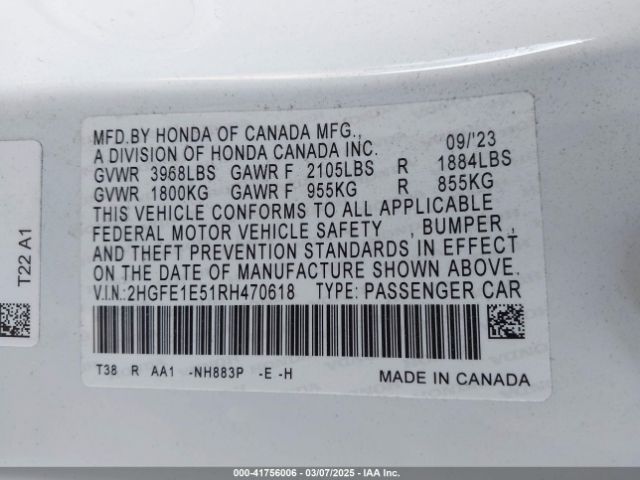 MFD.BY HONDA OF CANADA MFG., 09/'23
A DIVISION OF HONDA CANADA INC.
GVWR 3968LBS GAWR F 2105LBS R 1884LBS
GVWR 1800KG GAWR F 955KG R 855KG
THIS VEHICLE CONFORMS TO ALL APPLICABLE
FEDERAL MOTOR VEHICLE SAFETY , BUMPER ,
AND THEFT PREVENTION STANDARDS IN EFFECT
ON THE DATE OF MANUFACTURE SHOWN ABOVE.
V.I.N.:2HGFE1E51RH470618 TYPE:PASSENGER CAR
T38 R AA1 -NH883P -E -H
MADE IN CANADA
T22 A1
000-41756006 | 03/07/2025 - IAA Inc.